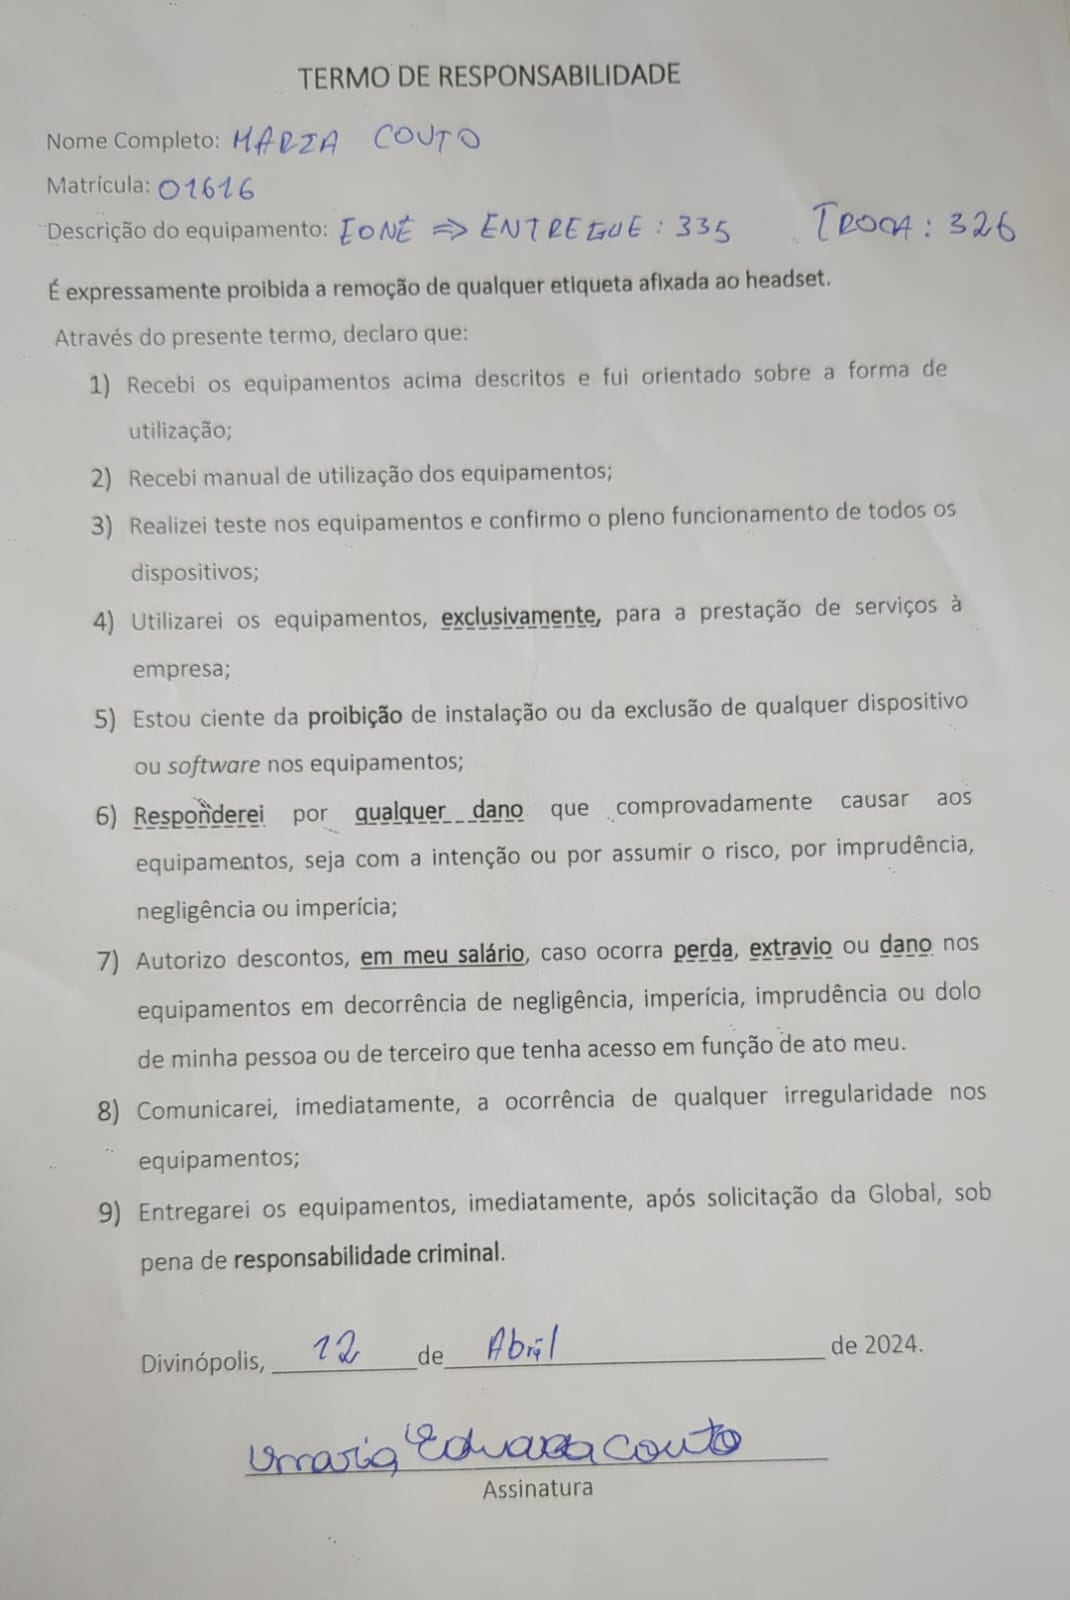 TERMO DE RESPONSABILIDADE
Nome Completo: MARIA COUTO
Matrícula: 01616
Descrição do equipamento: EONE => ENTREGUE : 335 TROCA : 326
É expressamente proibida a remoção de qualquer etiqueta afixada ao headset.
Através do presente termo, declaro que:
1) Recebi os equipamentos acima descritos e fui orientado sobre a forma de
utilização;
2) Recebi manual de utilização dos equipamentos;
3) Realizei teste nos equipamentos e confirmo o pleno funcionamento de todos os
dispositivos;
4) Utilizarei os equipamentos, exclusivamente, para a prestação de serviços à
empresa;
5) Estou ciente da proibição de instalação ou da exclusão de qualquer dispositivo
ou software nos equipamentos;
6) Responderei por qualquer dano que comprovadamente causar aos
equipamentos, seja com a intenção ou por assumir o risco, por imprudência,
negligência ou imperícia;
7) Autorizo descontos, em meu salário, caso ocorra perda, extravio ou dano nos
equipamentos em decorrência de negligência, imperícia, imprudência ou dolo
de minha pessoa ou de terceiro que tenha acesso em função de ato meu.
8) Comunicarei, imediatamente, a ocorrência de qualquer irregularidade nos
equipamentos;
9) Entregarei os equipamentos, imediatamente, após solicitação da Global, sob
pena de responsabilidade criminal.
Divinópolis, 12 de Abril de 2024.
Maria Eduarda Couto
Assinatura